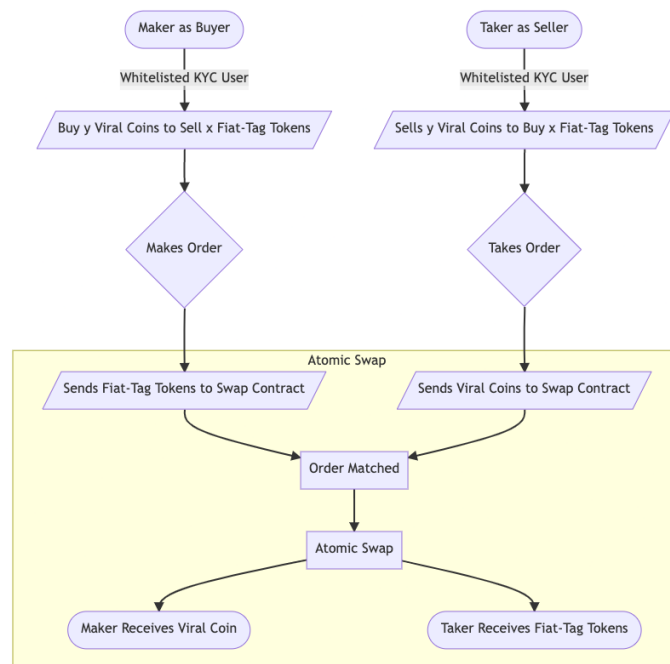 Maker as Buyer
Taker as Seller
Whitelisted KYC User
Whitelisted KYC User
Buy y Viral Coins to Sell x Fiat-Tag Tokens
Sells y Viral Coins to Buy x Fiat-Tag Tokens
Makes Order
Takes Order
Atomic Swap
Sends Fiat-Tag Tokens to Swap Contract
Sends Viral Coins to Swap Contract
Order Matched
Atomic Swap
Maker Receives Viral Coin
Taker Receives Fiat-Tag Tokens